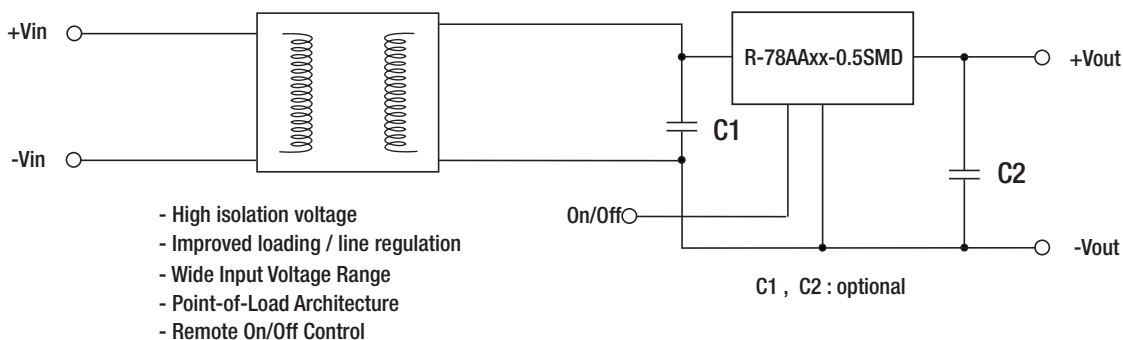 +Vin
R-78AAxx-0.5SMD
+Vout
C1
-Vin
C2
- High isolation voltage
On/Off
- Improved loading / line regulation
-Vout
- Wide Input Voltage Range
C1 , C2 : optional
- Point-of-Load Architecture
- Remote On/Off Control